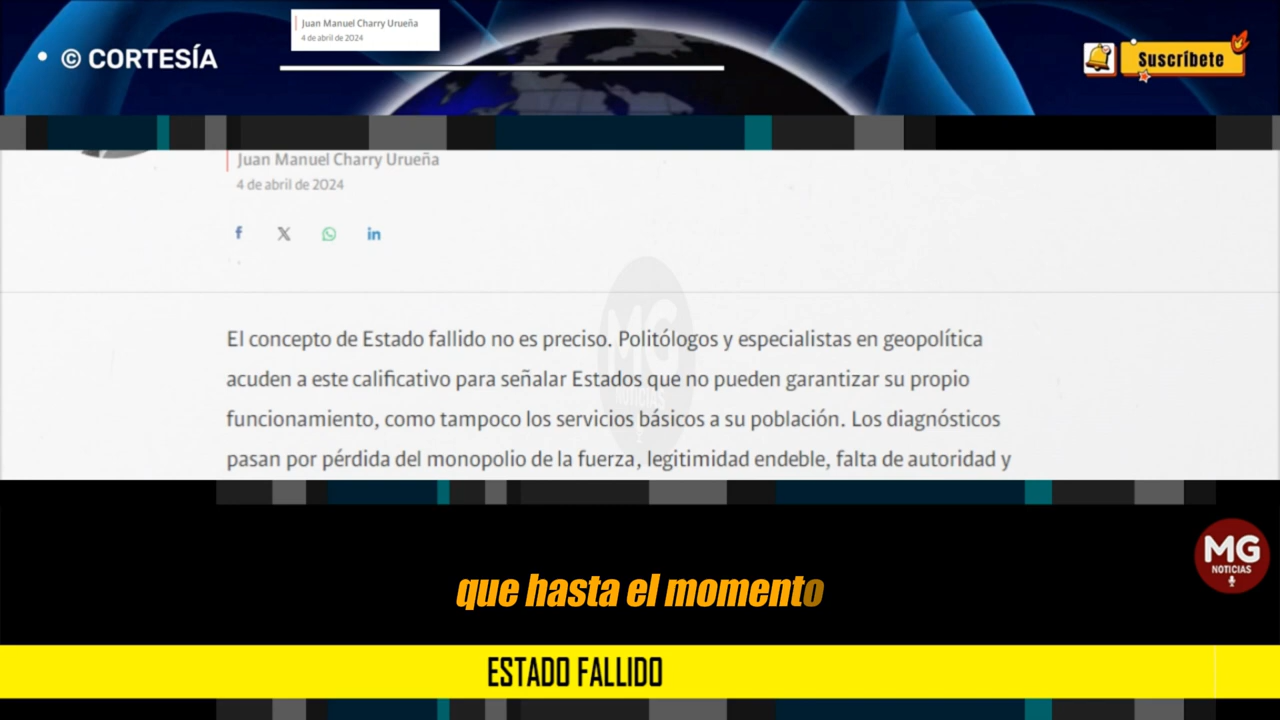 Juan Manuel Charry Urueña
4 de abril de 2024
© CORTESÍA
Suscríbete
Juan Manuel Charry Urueña
4 de abril de 2024
El concepto de Estado fallido no es preciso. Politólogos y especialistas en geopolítica
acuden a este calificativo para señalar Estados que no pueden garantizar su propio
funcionamiento, como tampoco los servicios básicos a su población. Los diagnósticos
pasan por pérdida del monopolio de la fuerza, legitimidad endeble, falta de autoridad y
MG
NOTICIAS
que hasta el momento
MG
NOTICIAS
ESTADO FALLIDO